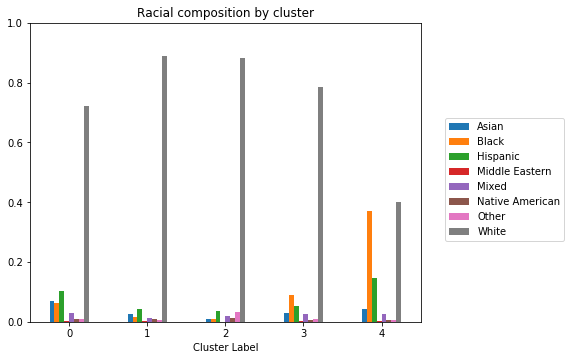 Racial composition by cluster
1.0
0.8
0.6
0.4
0.2
0.0
0 1 2 3 4
Cluster Label
Asian
Black
Hispanic
Middle Eastern
Mixed
Native American
Other
White